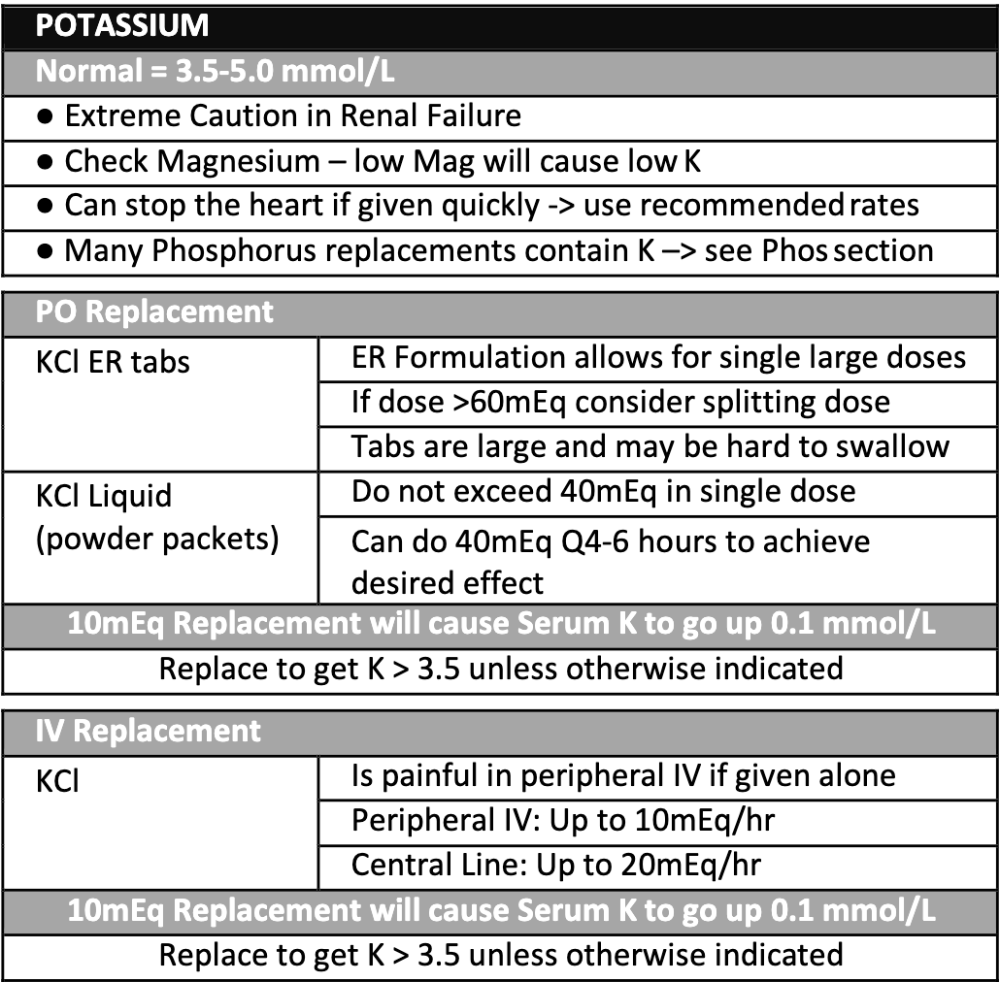 POTASSIUM
Normal = 3.5-5.0 mmol/L
● Extreme Caution in Renal Failure
● Check Magnesium – low Mag will cause low K
● Can stop the heart if given quickly -> use recommended rates
● Many Phosphorus replacements contain K –> see Phos section
PO Replacement
KCl ER tabs
ER Formulation allows for single large doses
If dose >60mEq consider splitting dose
Tabs are large and may be hard to swallow
KCl Liquid
(powder packets)
Do not exceed 40mEq in single dose
Can do 40mEq Q4-6 hours to achieve
desired effect
10mEq Replacement will cause Serum K to go up 0.1 mmol/L
Replace to get K > 3.5 unless otherwise indicated
IV Replacement
KCl
Is painful in peripheral IV if given alone
Peripheral IV: Up to 10mEq/hr
Central Line: Up to 20mEq/hr
10mEq Replacement will cause Serum K to go up 0.1 mmol/L
Replace to get K > 3.5 unless otherwise indicated